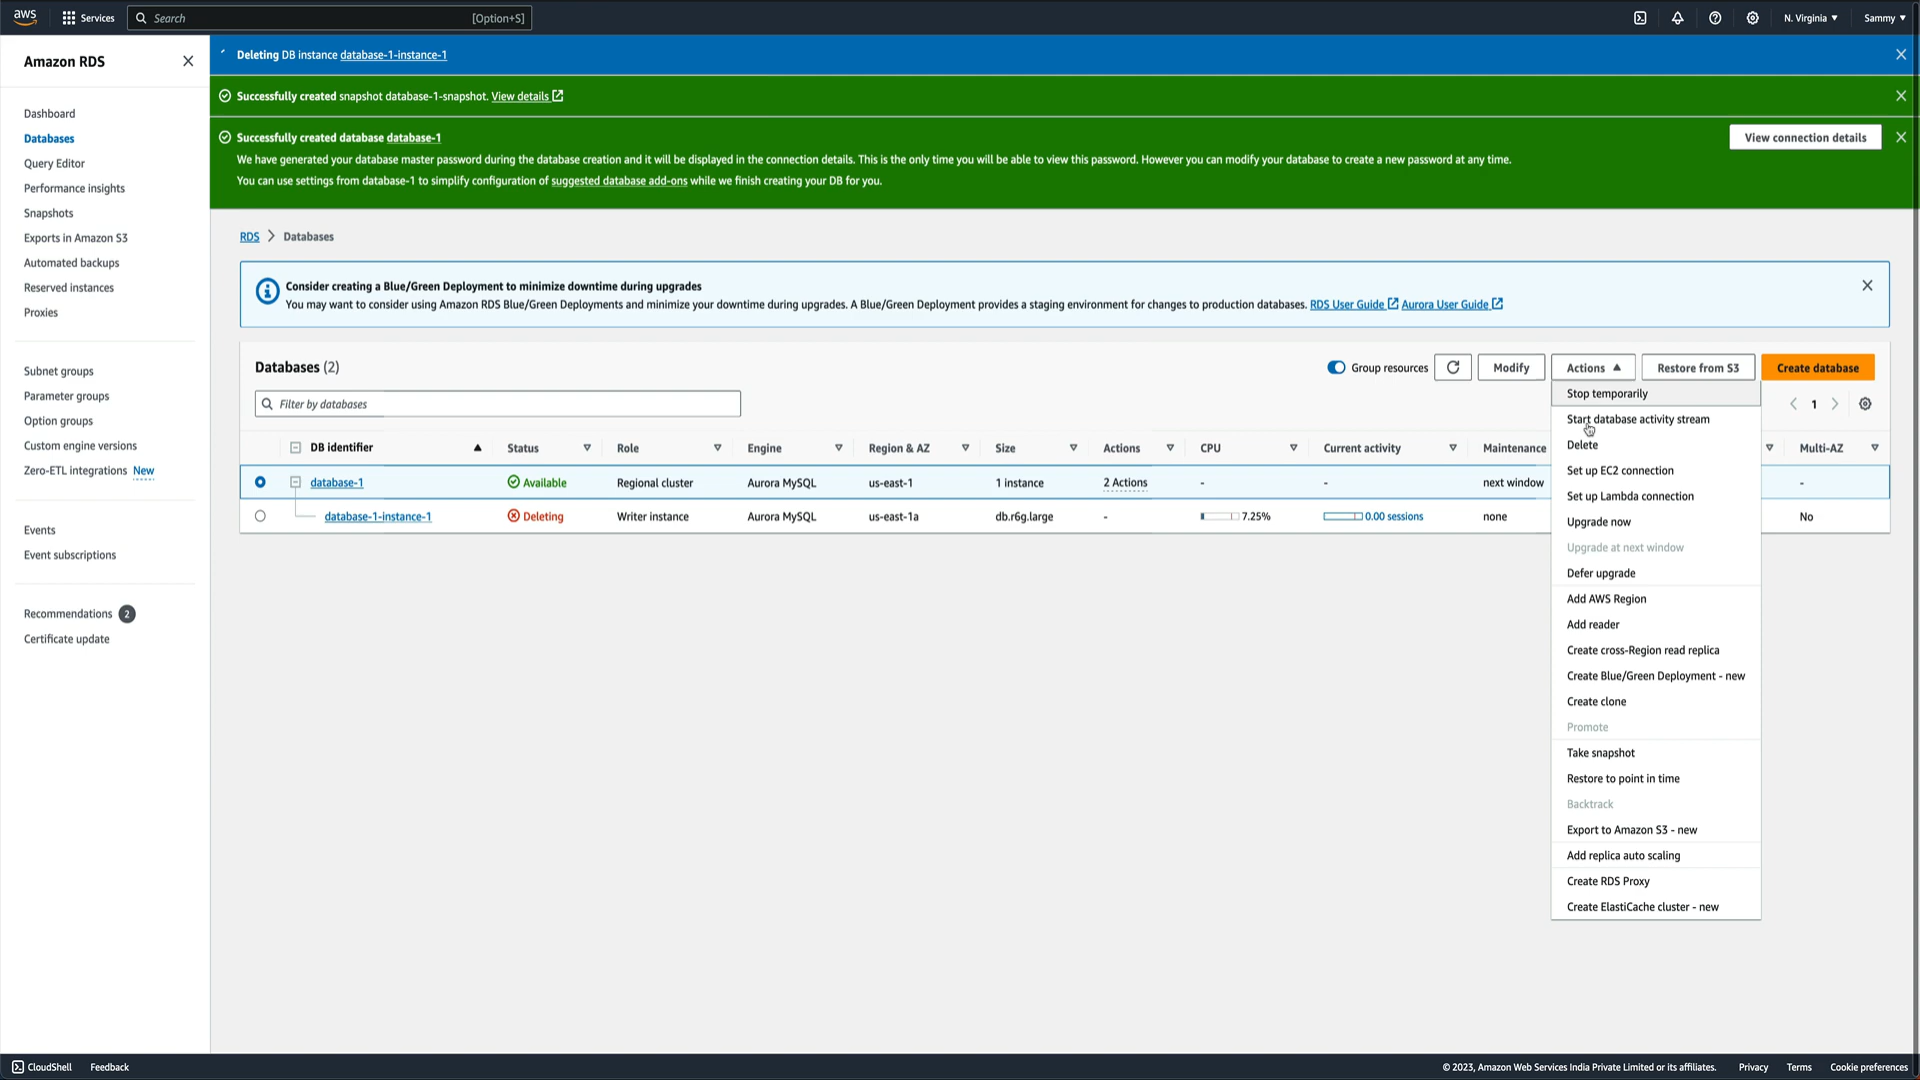 aws
Services
Search
[Option+S]
N. Virginia ▼
Sammy ▼
Amazon RDS
Dashboard
Databases
Query Editor
Performance insights
Snapshots
Exports in Amazon S3
Automated backups
Reserved instances
Proxies
Subnet groups
Parameter groups
Option groups
Custom engine versions
Zero-ETL integrations New
Events
Event subscriptions
Recommendations 2
Certificate update
Deleting DB instance database-1-instance-1
Successfully created snapshot database-1-snapshot. View details
Successfully created database database-1
View connection details
We have generated your database master password during the database creation and it will be displayed in the connection details. This is the only time you will be able to view this password. However you can modify your database to create a new password at any time.
You can use settings from database-1 to simplify configuration of suggested database add-ons while we finish creating your DB for you.
RDS > Databases
Consider creating a Blue/Green Deployment to minimize downtime during upgrades
You may want to consider using Amazon RDS Blue/Green Deployments and minimize your downtime during upgrades. A Blue/Green Deployment provides a staging environment for changes to production databases. RDS User Guide Aurora User Guide
Databases (2)
Group resources
Modify
Actions ▲
Restore from S3
Create database
Filter by databases
< 1 >
DB identifier Status Role Engine Region & AZ Size Actions CPU Current activity Maintenance Multi-AZ
database-1 Available Regional cluster Aurora MySQL us-east-1 1 instance 2 Actions - - next window -
database-1-instance-1 Deleting Writer instance Aurora MySQL us-east-1a db.r6g.large - 7.25% 0.00 sessions none No
Stop temporarily
Start database activity stream
Delete
Set up EC2 connection
Set up Lambda connection
Upgrade now
Upgrade at next window
Defer upgrade
Add AWS Region
Add reader
Create cross-Region read replica
Create Blue/Green Deployment - new
Create clone
Promote
Take snapshot
Restore to point in time
Backtrack
Export to Amazon S3 - new
Add replica auto scaling
Create RDS Proxy
Create ElastiCache cluster - new
CloudShell
Feedback
© 2023, Amazon Web Services India Private Limited or its affiliates.
Privacy
Terms
Cookie preferences